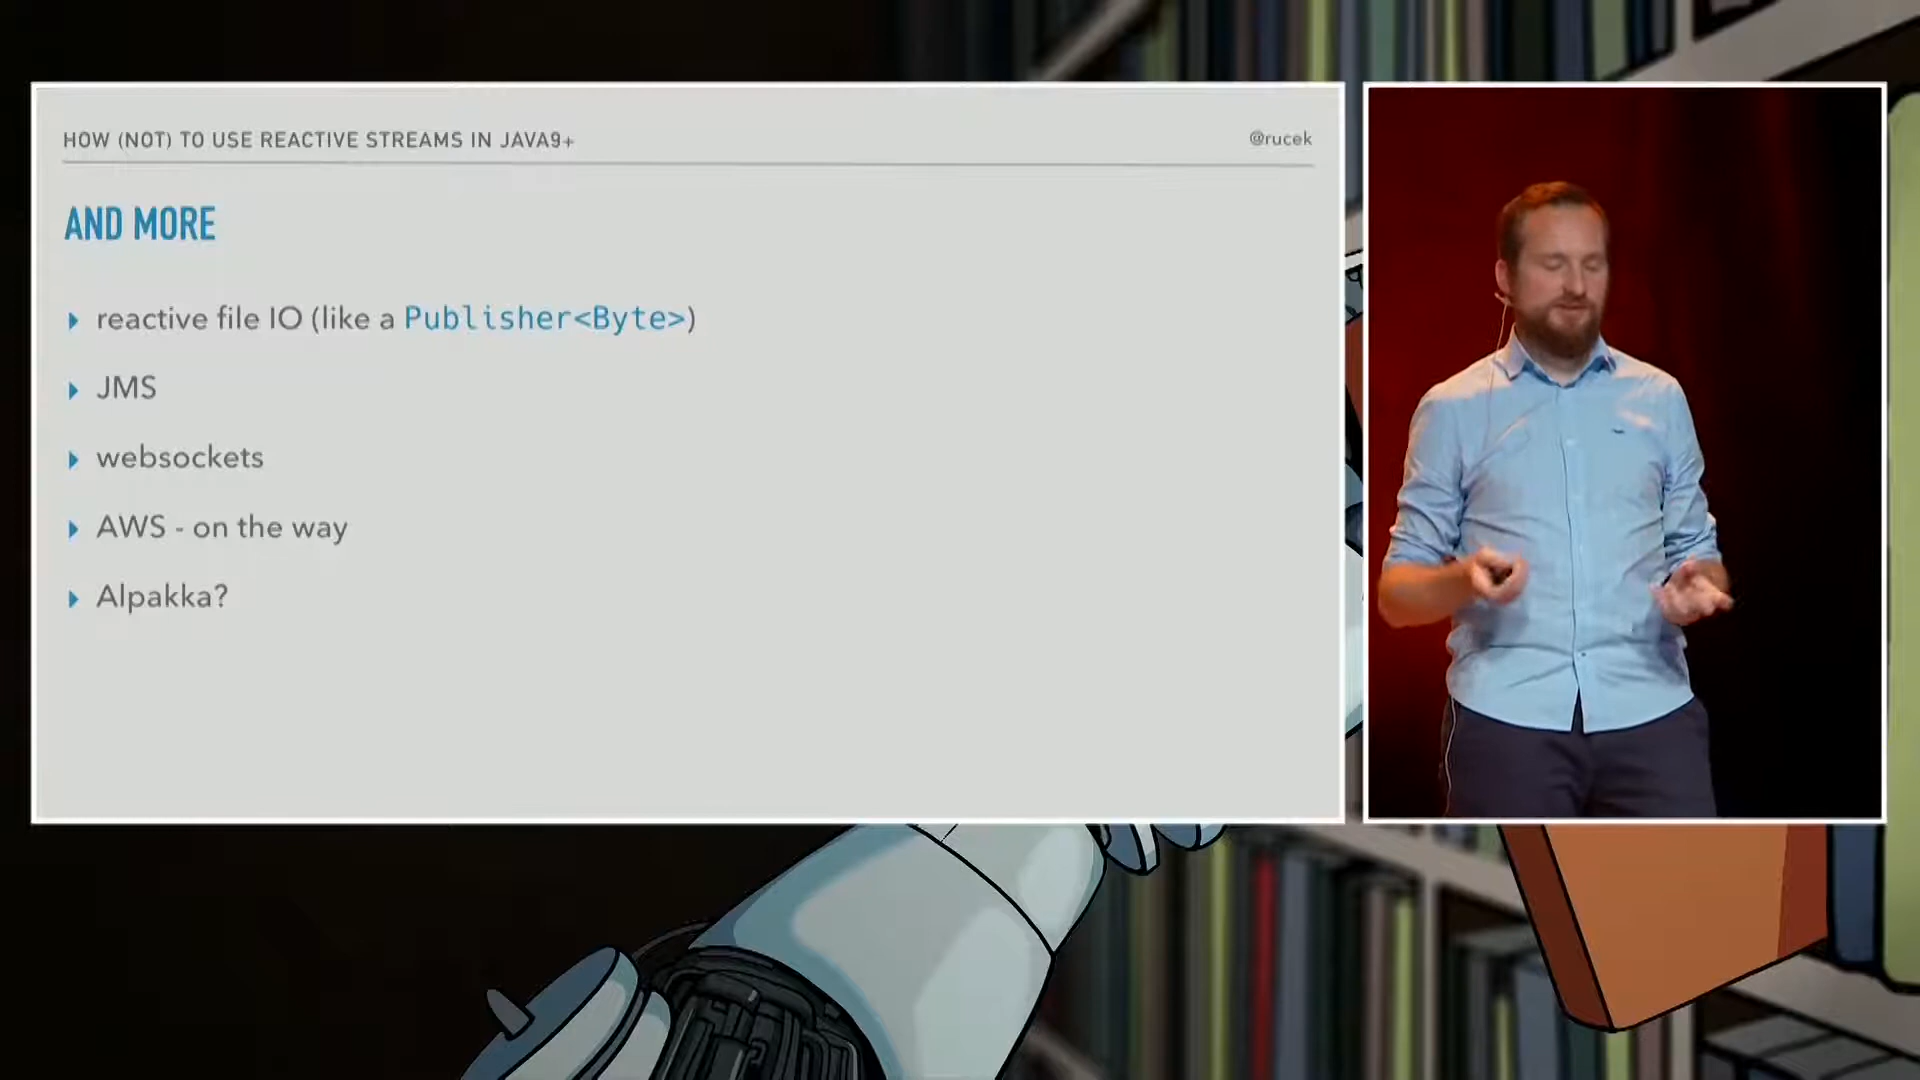 HOW (NOT) TO USE REACTIVE STREAMS IN JAVA9+
@rucek
AND MORE
reactive file IO (like a Publisher<Byte>)
JMS
websockets
AWS - on the way
Alpakka?